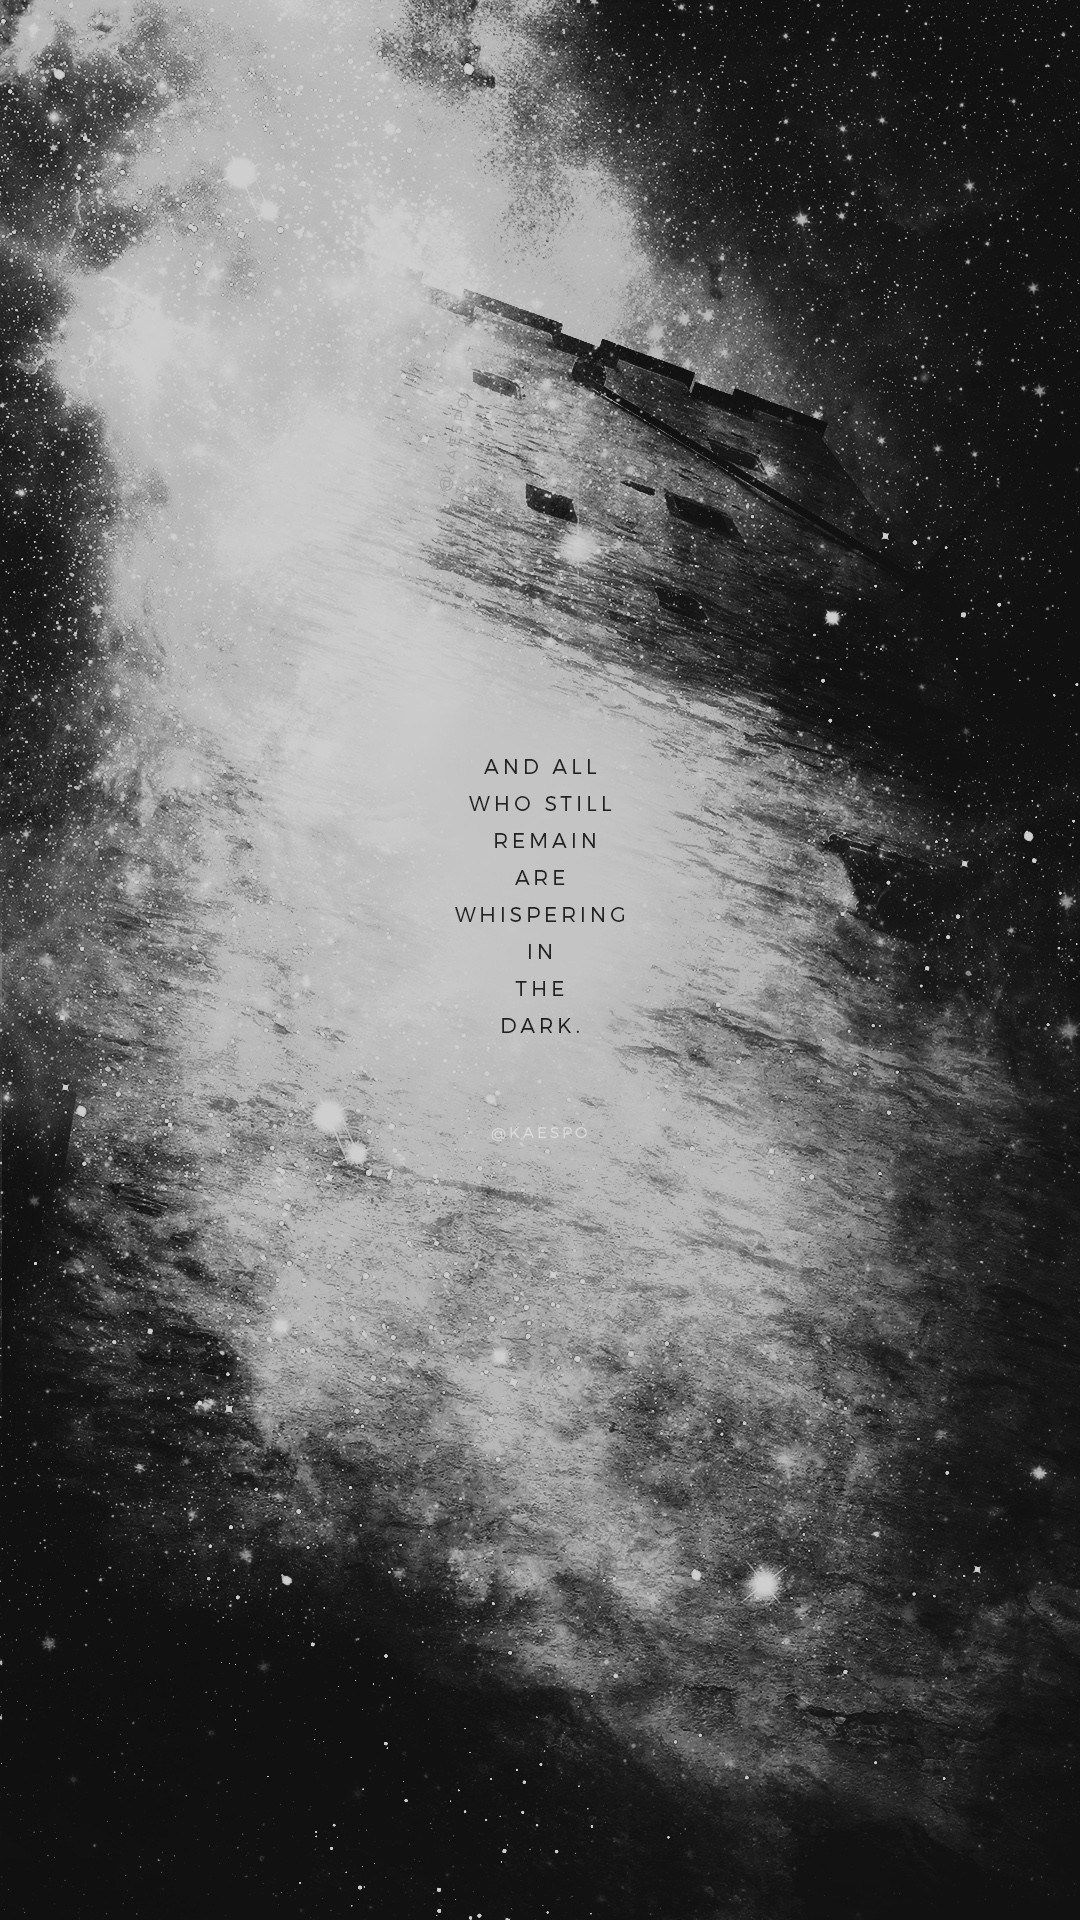 AND ALL
WHO STILL
REMAIN
ARE
WHISPERING
IN
THE
DARK.
@KAESPO